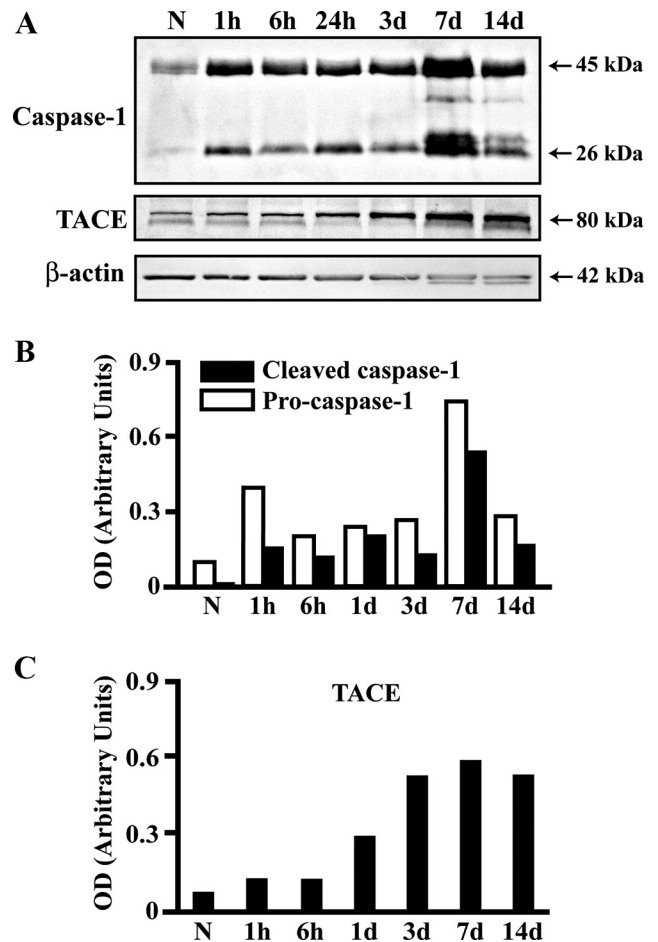 A
N 1h 6h 24h 3d 7d 14d
Caspase-1
←45 kDa
←26 kDa
TACE
←80 kDa
β-actin
←42 kDa
B
OD (Arbitrary Units)
0.9
0.6
0.3
0
Cleaved caspase-1
Pro-caspase-1
N 1h 6h 1d 3d 7d 14d
C
OD (Arbitrary Units)
0.9
0.6
0.3
0
TACE
N 1h 6h 1d 3d 7d 14d